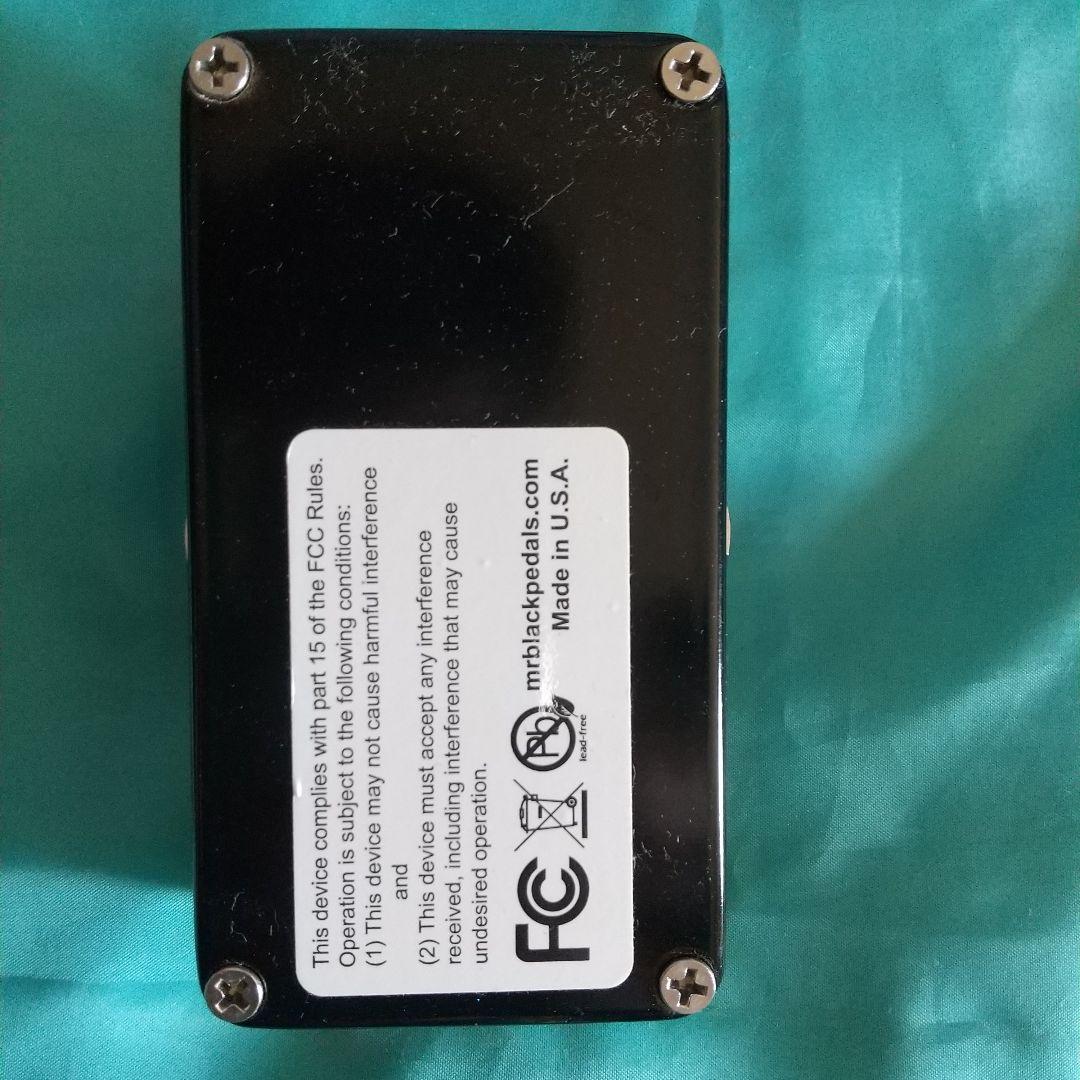 This device complies with part 15 of the FCC Rules.
Operation is subject to the following conditions:
(1) This device may not cause harmful interference
and
(2) This device must accept any interference
received, including interference that may cause
undesired operation.
FC
Pb
lead-free
mrblackpedals.com
Made in U.S.A.